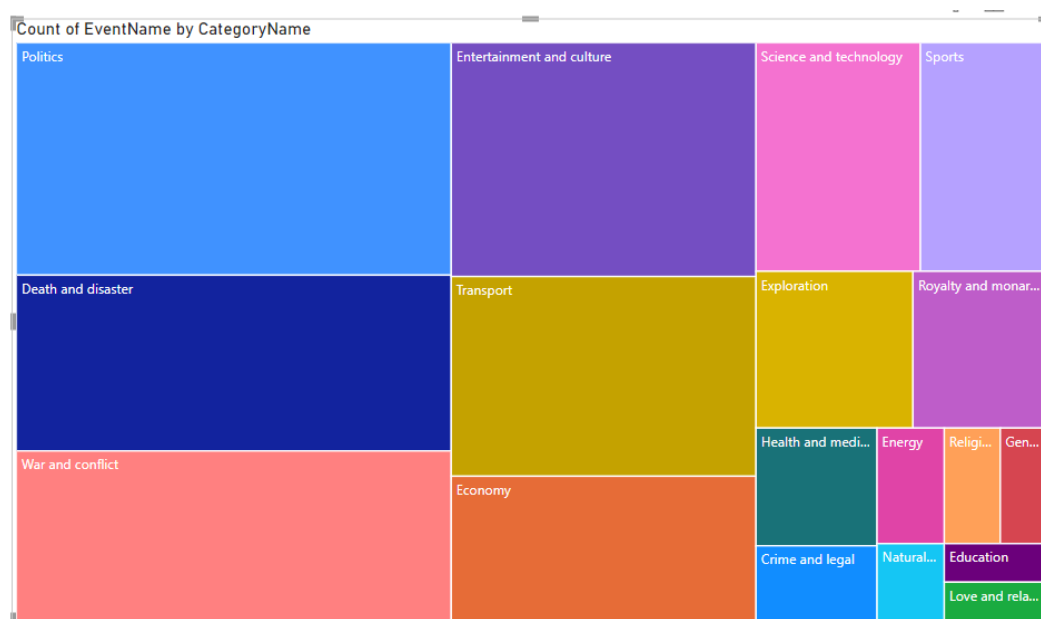 Count of EventName by CategoryName
Politics
Entertainment and culture
Science and technology
Sports
Death and disaster
Transport
Exploration
Royalty and monar...
War and conflict
Economy
Health and medi...
Energy
Religi...
Gen...
Crime and legal
Natural...
Education
Love and rela...